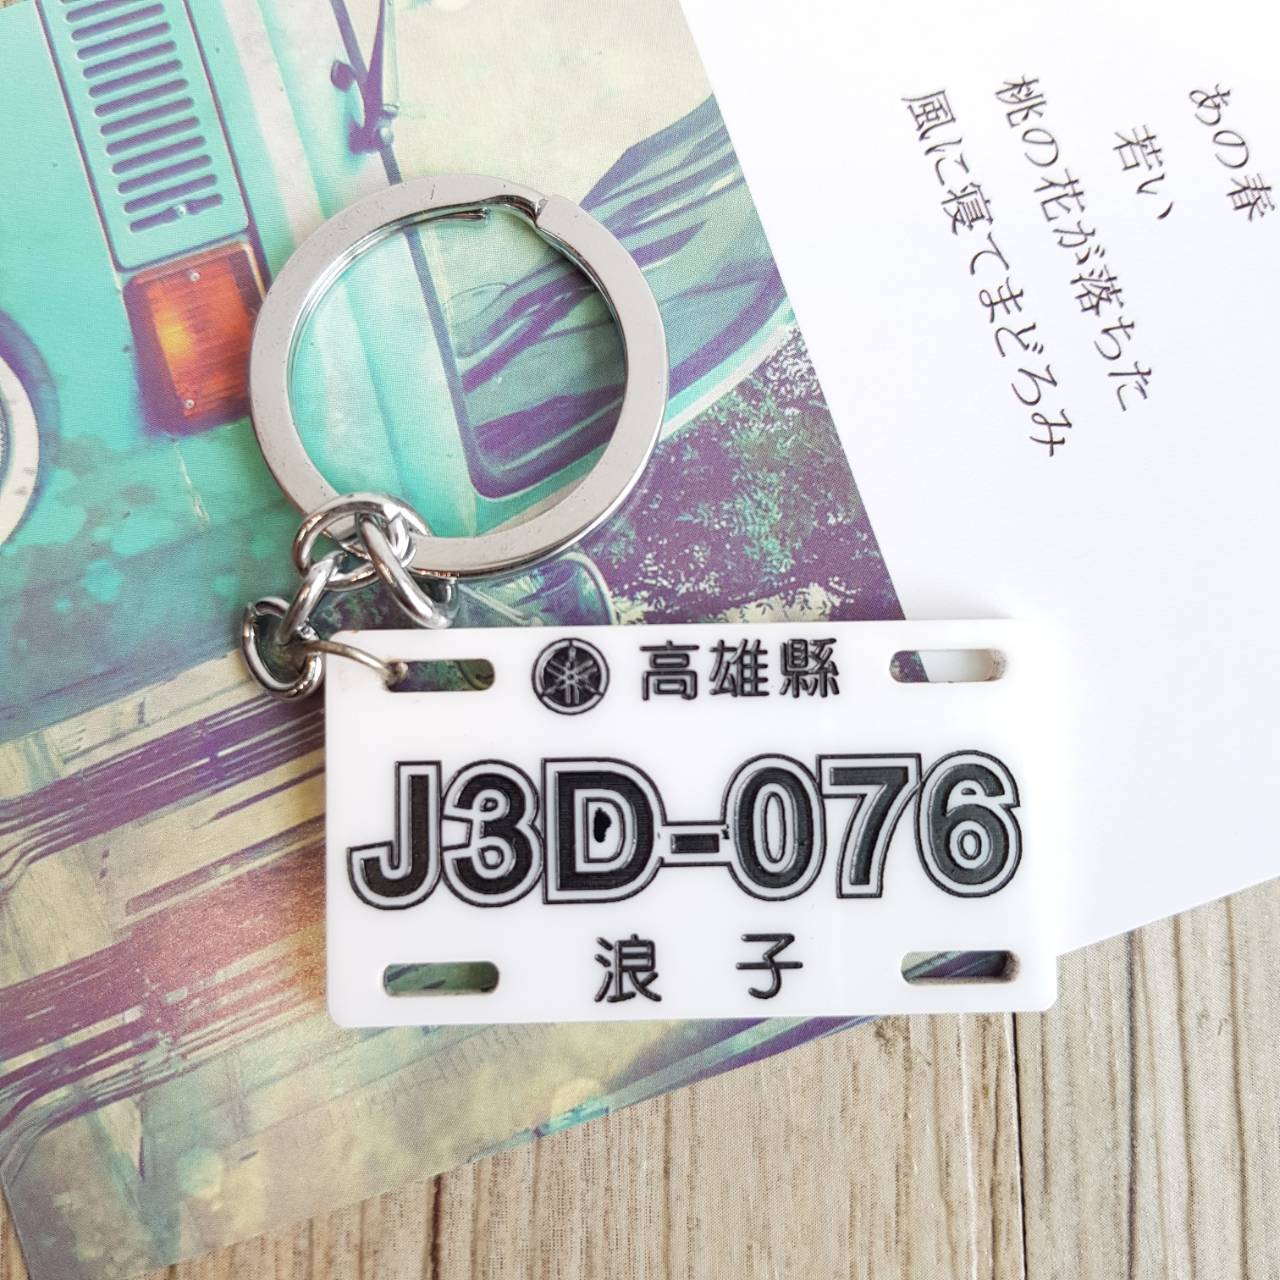 あの春
若い
桃の花が落ちた
風に寝てまどろみ
高雄縣
J3D-076
浪子